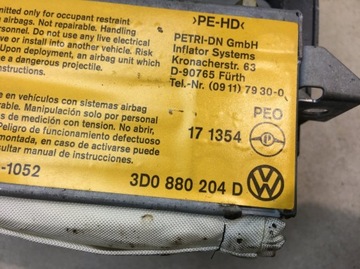 mitted only for occupant restraint
n airbags. Not repairable. Handling
Personnel. Do not use any live electrical
ve or install into another vehicle. Risk
Upon deployment, an airbag unit which
e a dangerous projectile.
>PE-HD<
PETRI-DN GmbH
Inflator Systems
Kronacherstr. 63
D-90765 Fürth
Tel.-Nr. (09 11) 79 30-0
e en vehículos con sistemas airbag
. Manipulación solo por personal
os de medición con tensión. No abrir,
Peligro de funcionamiento defectuoso
ontada, en caso de activarse puede
ultar manual de instrucciones.
PEO
17 1354
-1052
3D0 880 204 D